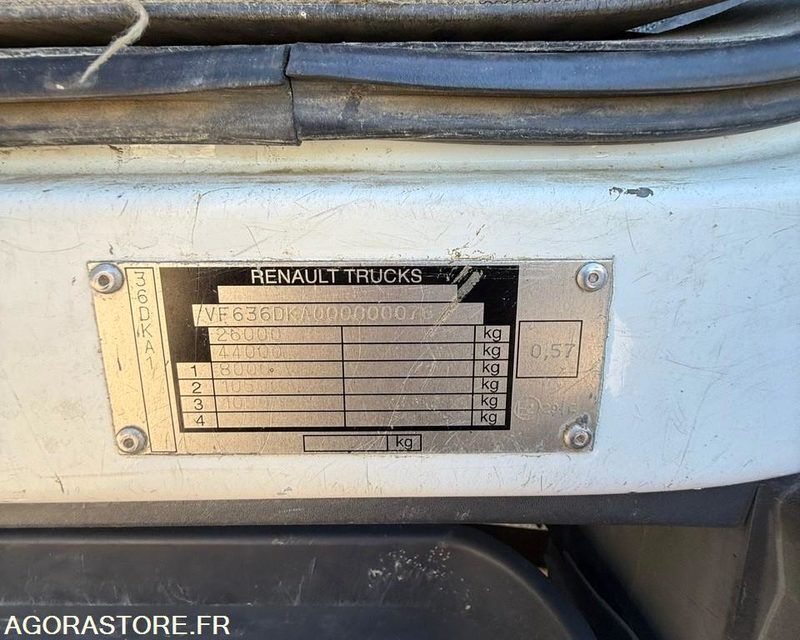 36DKA1
RENAULT TRUCKS
26000 kg
44000 kg
1 8000 kg
2 kg
3 kg
4 kg
kg
0,57
AGORASTORE.FR